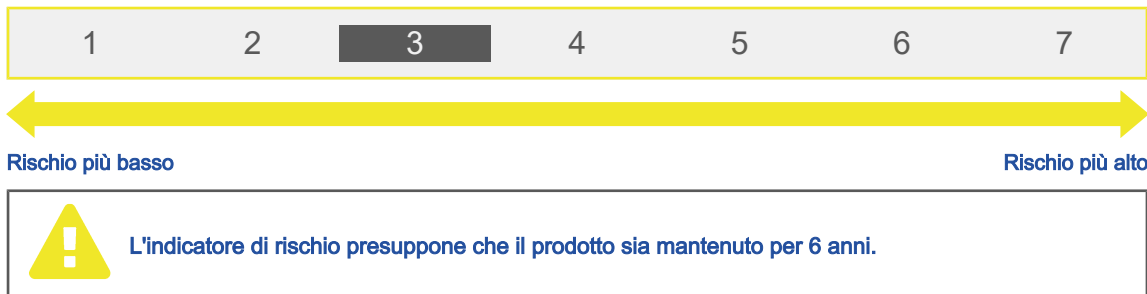 1 2 3 4 5 6 7
Rischio più basso Rischio più alto
L'indicatore di rischio presuppone che il prodotto sia mantenuto per 6 anni.